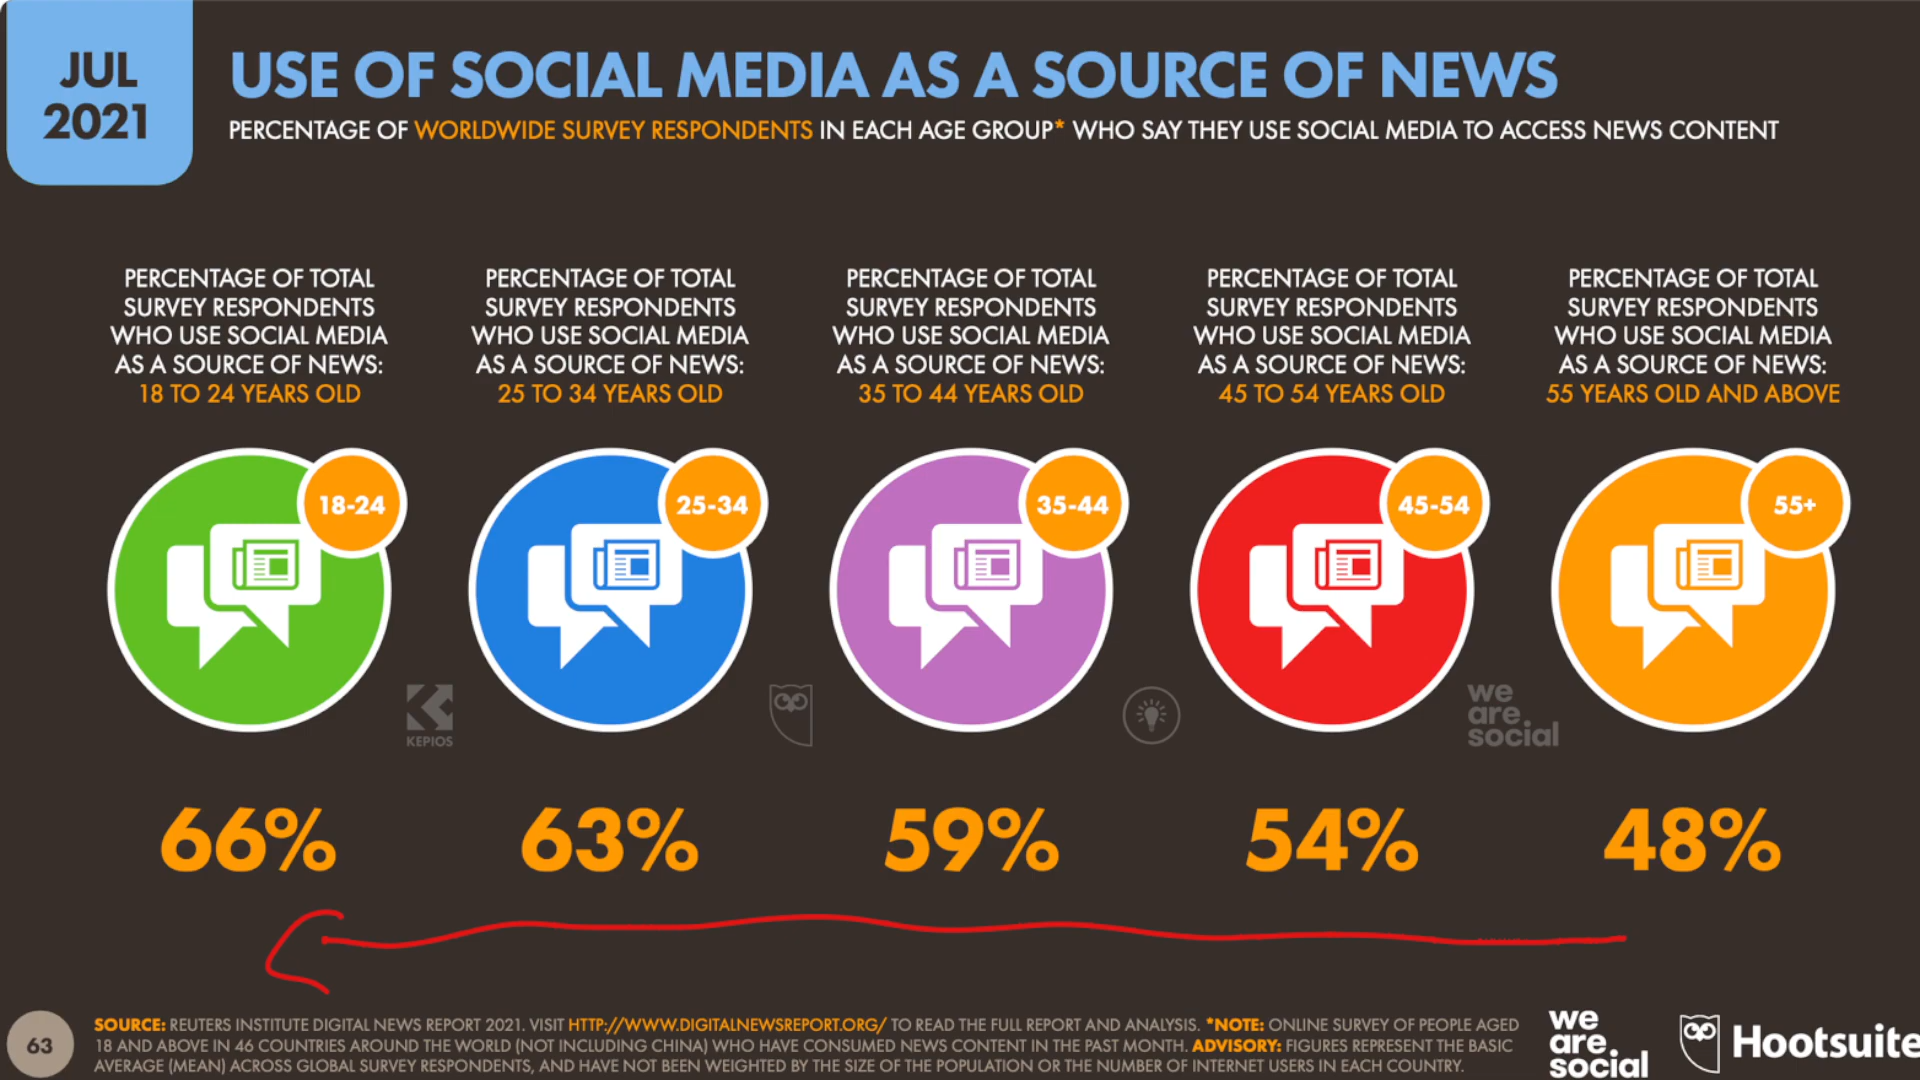 JUL
2021
USE OF SOCIAL MEDIA AS A SOURCE OF NEWS
PERCENTAGE OF WORLDWIDE SURVEY RESPONDENTS IN EACH AGE GROUP* WHO SAY THEY USE SOCIAL MEDIA TO ACCESS NEWS CONTENT
PERCENTAGE OF TOTAL
SURVEY RESPONDENTS
WHO USE SOCIAL MEDIA
AS A SOURCE OF NEWS:
18 TO 24 YEARS OLD
18-24
66%
PERCENTAGE OF TOTAL
SURVEY RESPONDENTS
WHO USE SOCIAL MEDIA
AS A SOURCE OF NEWS:
25 TO 34 YEARS OLD
25-34
63%
PERCENTAGE OF TOTAL
SURVEY RESPONDENTS
WHO USE SOCIAL MEDIA
AS A SOURCE OF NEWS:
35 TO 44 YEARS OLD
35-44
59%
PERCENTAGE OF TOTAL
SURVEY RESPONDENTS
WHO USE SOCIAL MEDIA
AS A SOURCE OF NEWS:
45 TO 54 YEARS OLD
45-54
54%
PERCENTAGE OF TOTAL
SURVEY RESPONDENTS
WHO USE SOCIAL MEDIA
AS A SOURCE OF NEWS:
55 YEARS OLD AND ABOVE
55+
48%
KEPIOS
we
are.
social
63
SOURCE: REUTERS INSTITUTE DIGITAL NEWS REPORT 2021. VISIT HTTP://WWW.DIGITALNEWSREPORT.ORG/ TO READ THE FULL REPORT AND ANALYSIS. *NOTE: ONLINE SURVEY OF PEOPLE AGED
18 AND ABOVE IN 46 COUNTRIES AROUND THE WORLD (NOT INCLUDING CHINA) WHO HAVE CONSUMED NEWS CONTENT IN THE PAST MONTH. ADVISORY: FIGURES REPRESENT THE BASIC
AVERAGE (MEAN) ACROSS GLOBAL SURVEY RESPONDENTS, AND HAVE NOT BEEN WEIGHTED BY THE SIZE OF THE POPULATION OR THE NUMBER OF INTERNET USERS IN EACH COUNTRY.
we
are.
social
Hootsuite